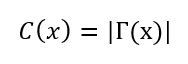 C(x) = |Γ(x)|